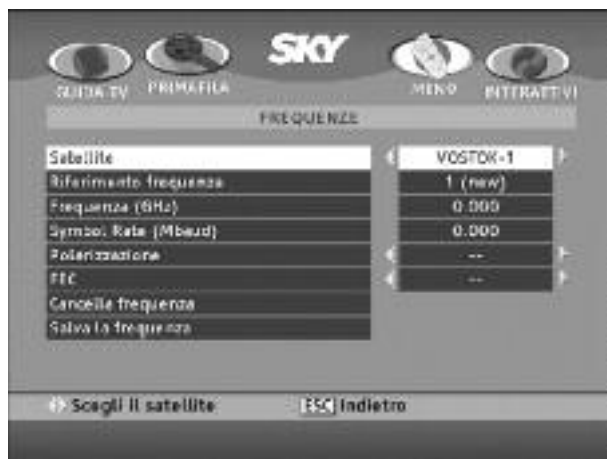 SKY
GUIDA TV PRIMAFILA MENO INTERATTIVI
FREQUENZE
Satellite VOSTOK-1
Riferimento frequenza 1 (new)
Frequenza (GHz) 0.000
Symbol Rate (Mbaud) 0.000
Polarizzazione --
FEC --
Cancella frequenza
Salva la frequenza
Scegli il satellite ESC Indietro